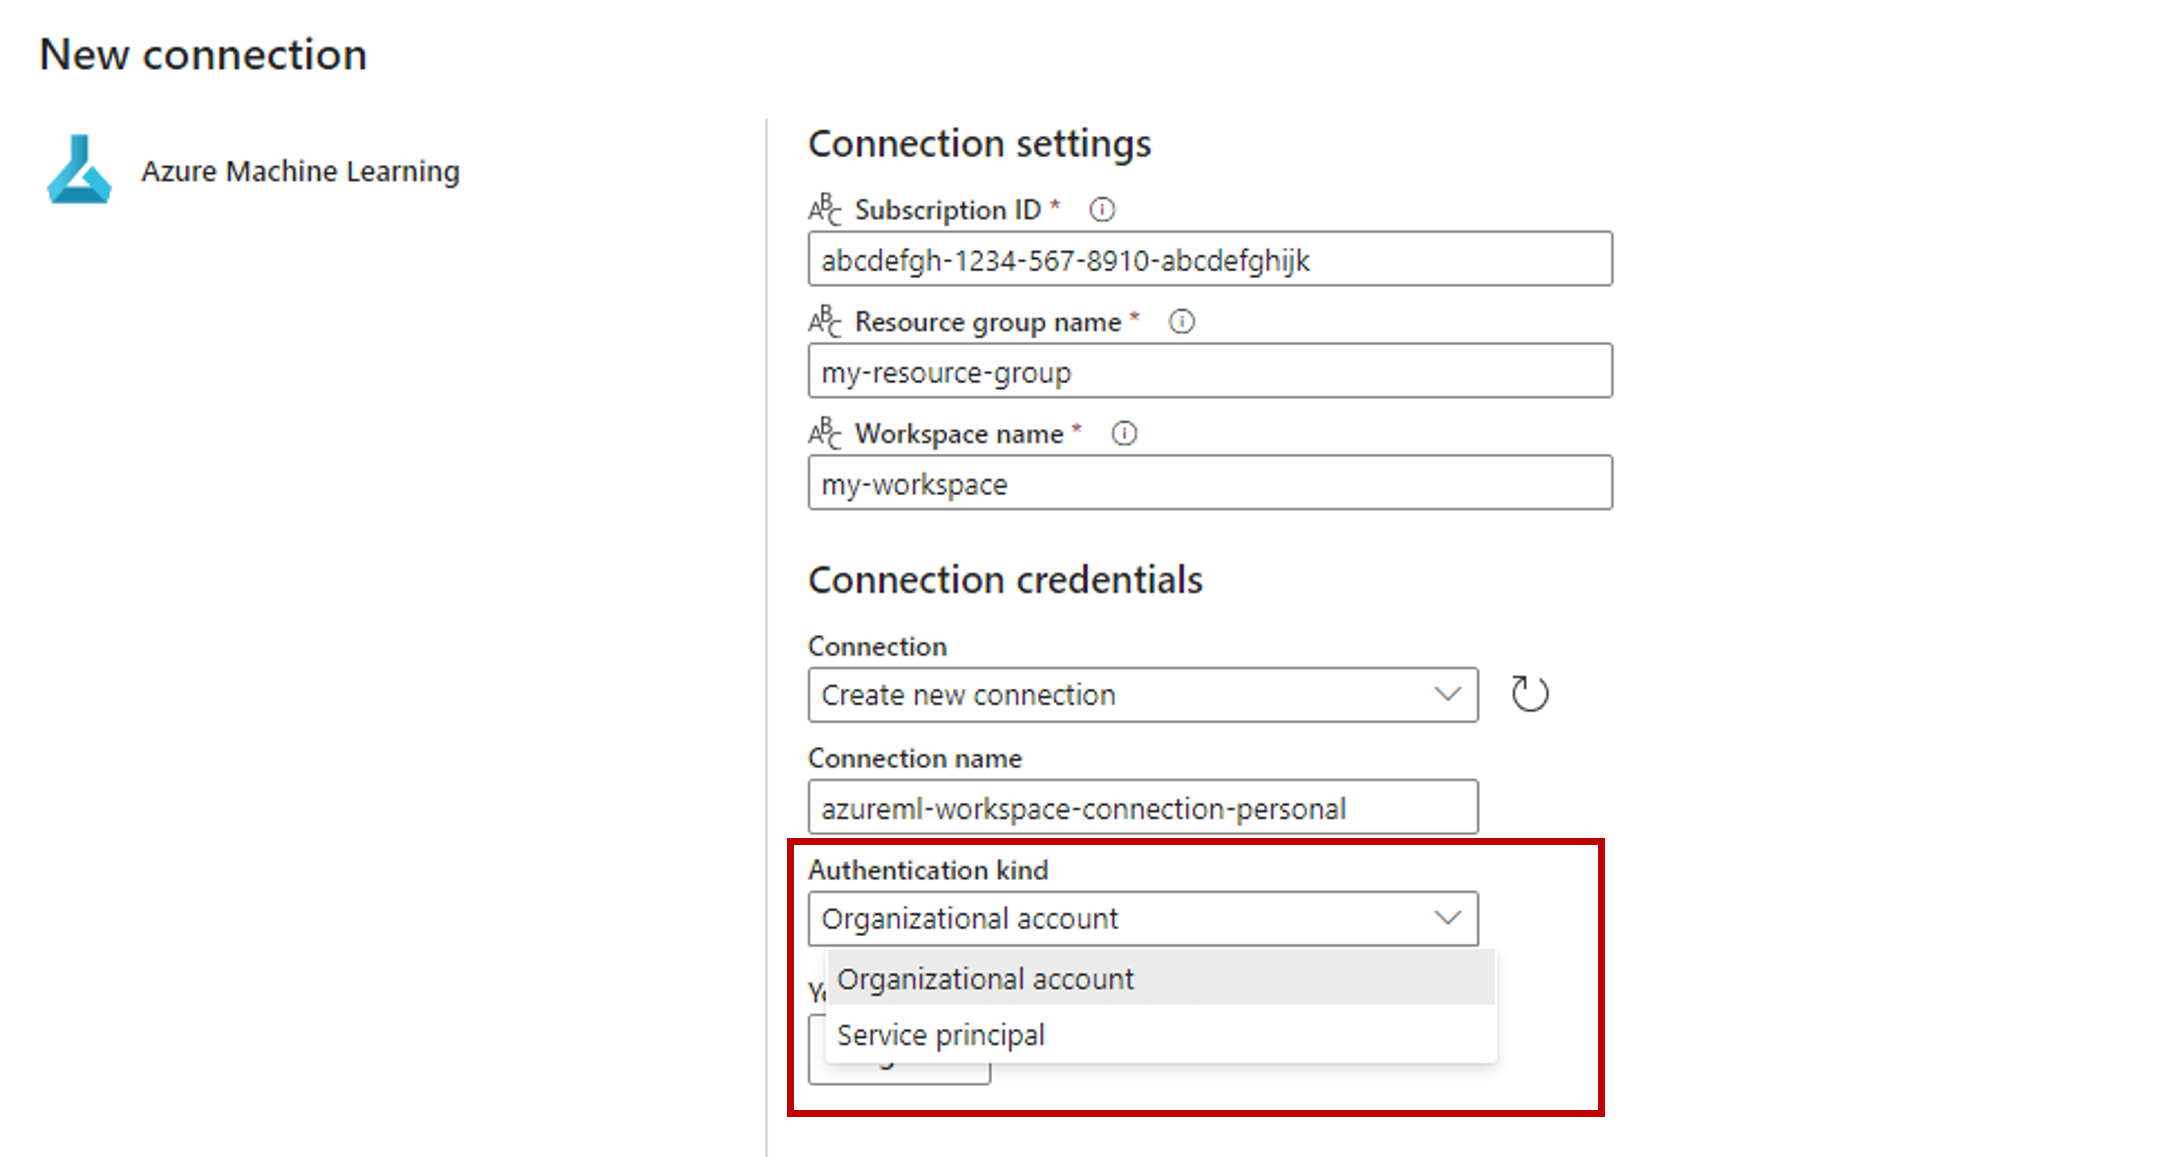 New connection
Azure Machine Learning
Connection settings
Subscription ID *
abcdefgh-1234-567-8910-abcdefghijk
Resource group name *
my-resource-group
Workspace name *
my-workspace
Connection credentials
Connection
Create new connection
Connection name
azureml-workspace-connection-personal
Authentication kind
Organizational account
Organizational account
Service principal